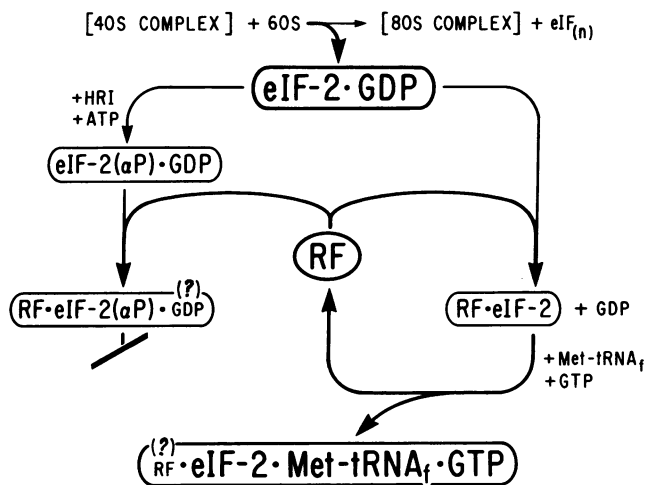 [40S COMPLEX] + 60S → [80S COMPLEX] + eIF(n)
eIF-2·GDP
+HRI
+ATP
eIF-2(αP)·GDP
RF
(?)
RF·eIF-2(αP)·GDP
RF·eIF-2 + GDP
+Met-tRNAf
+GTP
(?)
RF·eIF-2·Met-tRNAf·GTP